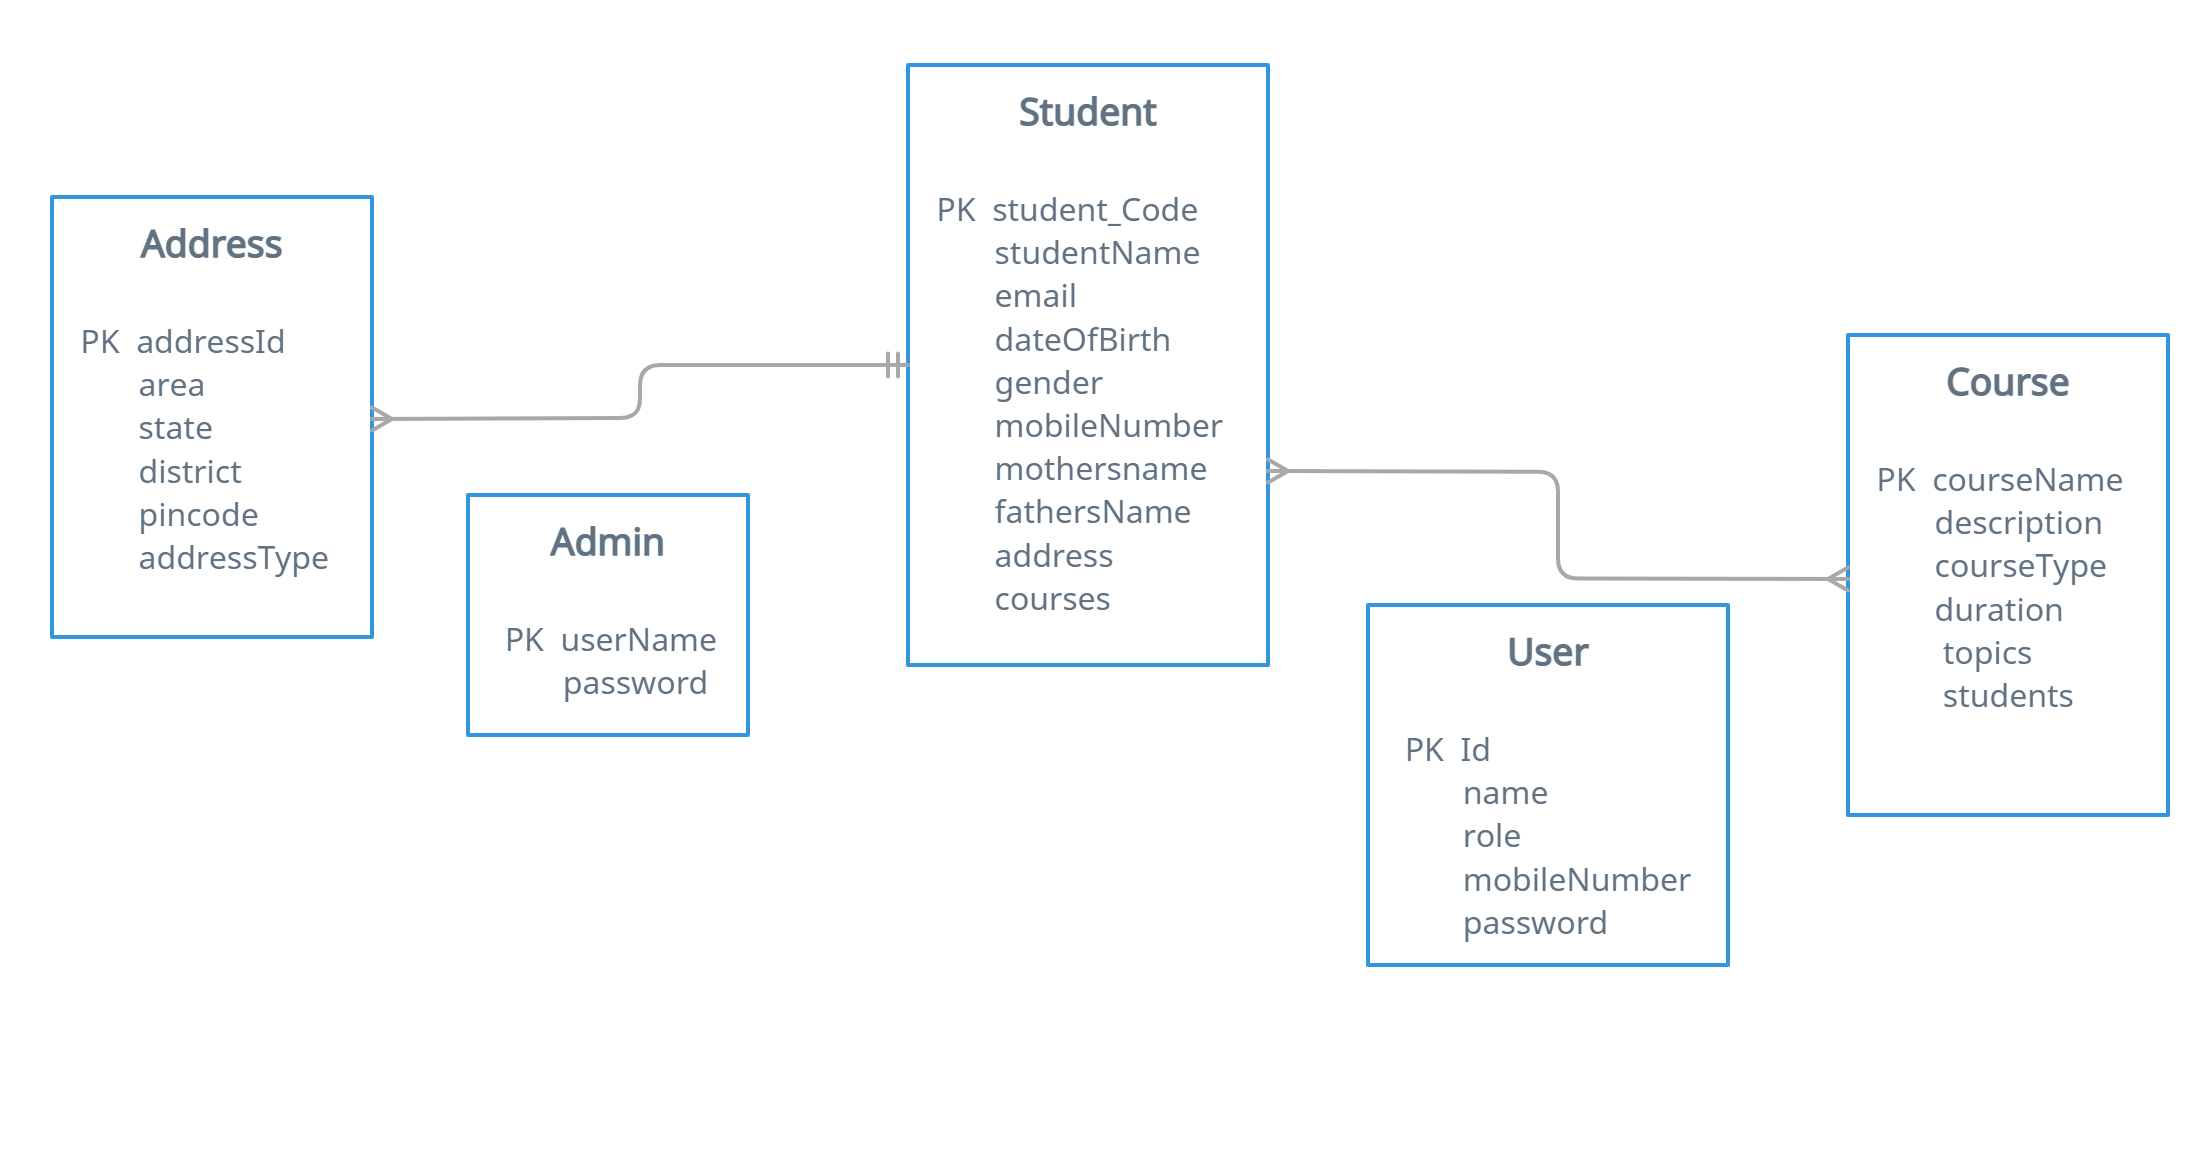 Address
PK addressId
area
state
district
pincode
addressType
Admin
PK userName
password
Student
PK student_Code
studentName
email
dateOfBirth
gender
mobileNumber
mothersname
fathersName
address
courses
User
PK Id
name
role
mobileNumber
password
Course
PK courseName
description
courseType
duration
topics
students